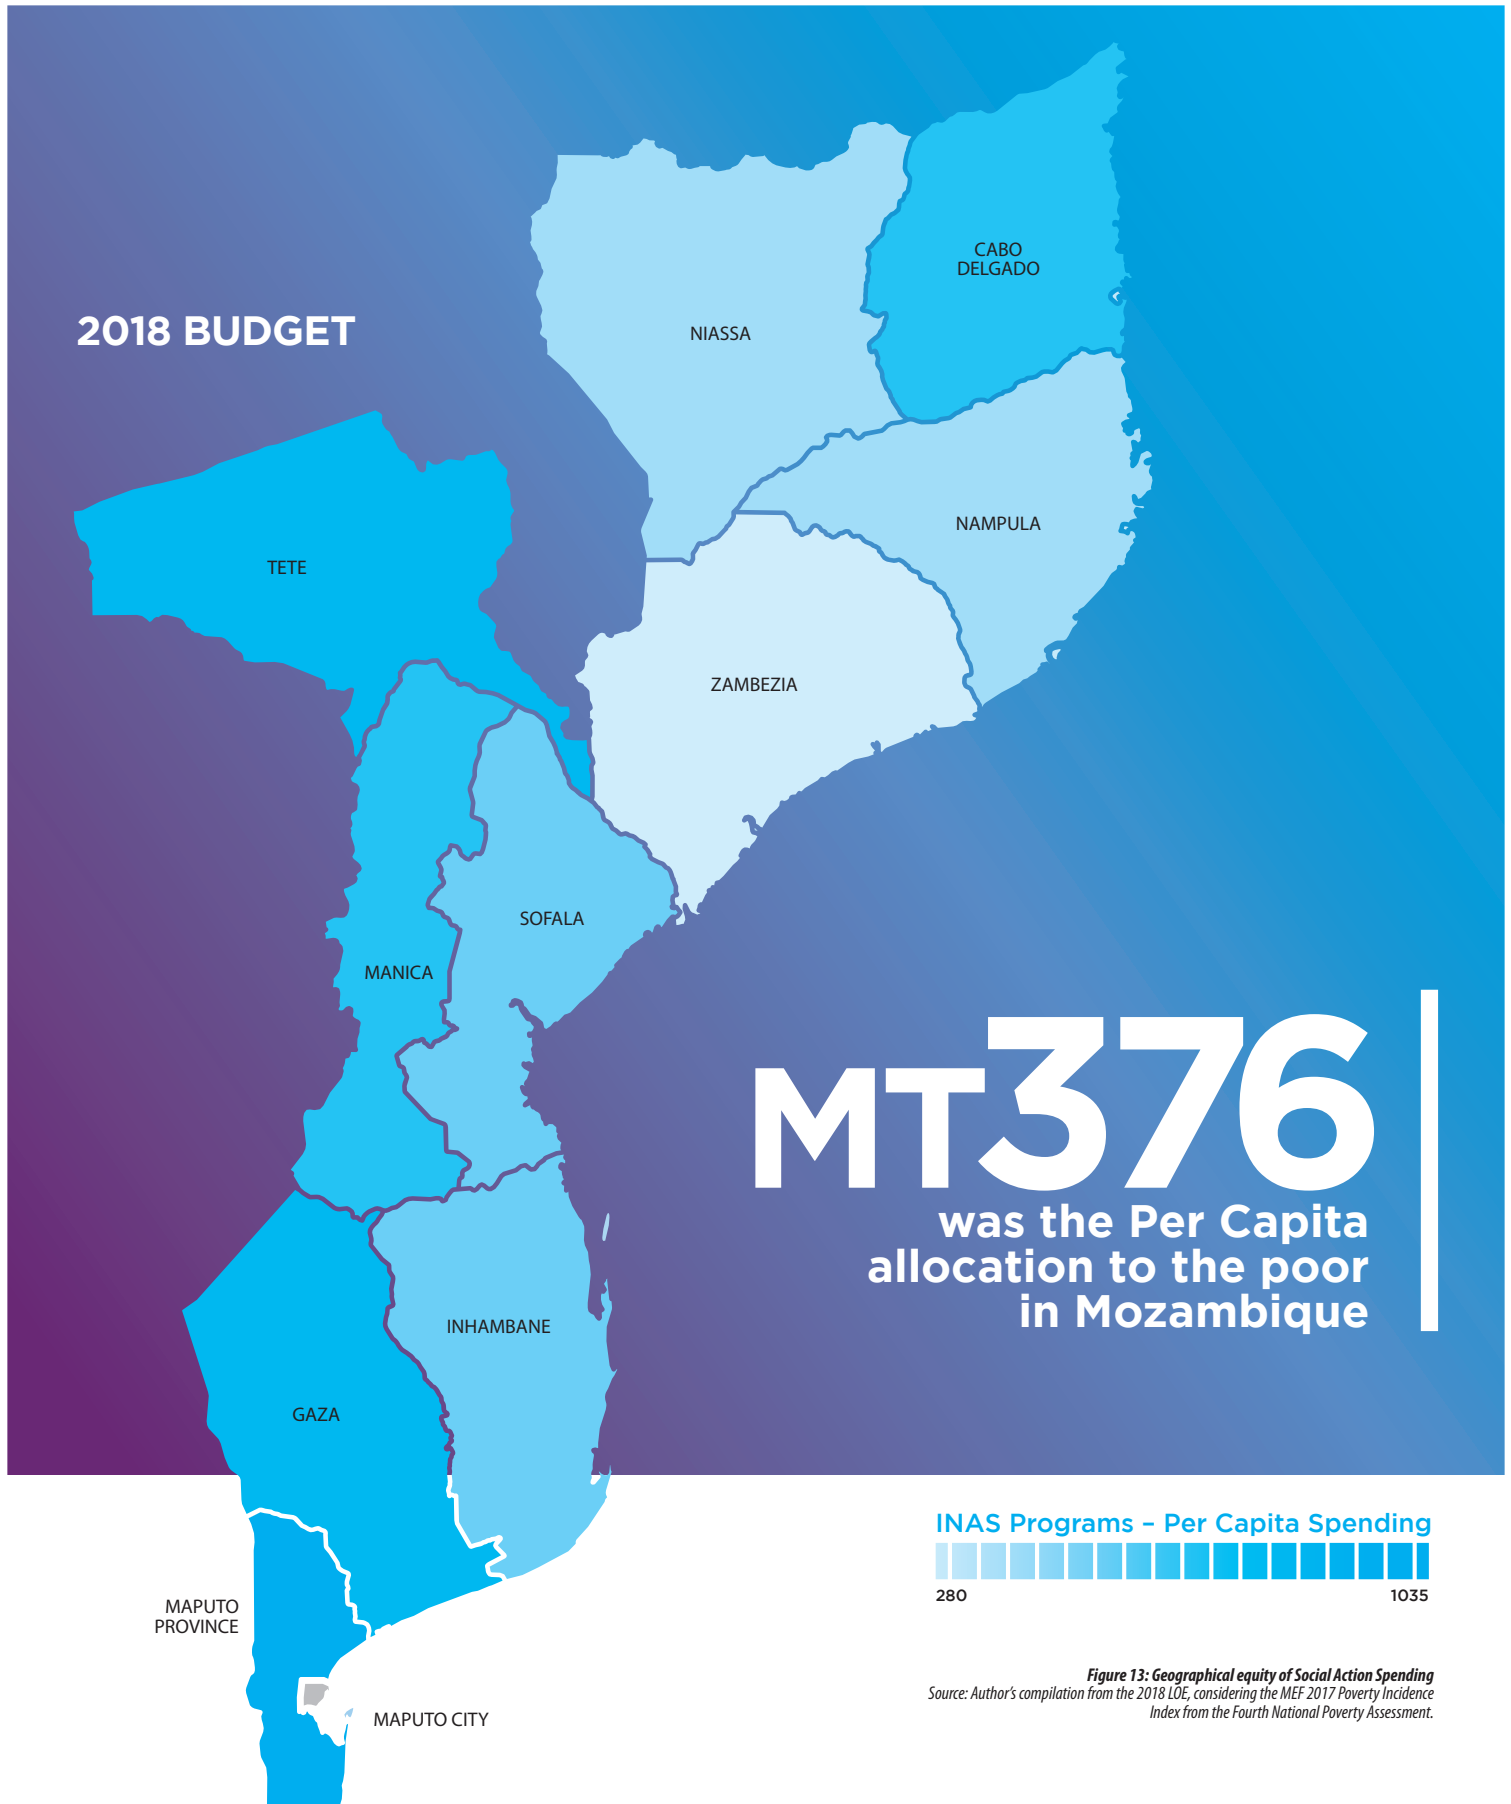 CABO
DELGADO
2018 BUDGET
NIASSA
NAMPULA
TETE
ZAMBEZIA
SOFALA
MANICA
MT376
was the Per Capita
allocation to the poor
in Mozambique
INHAMBANE
GAZA
INAS Programs – Per Capita Spending
280 1035
MAPUTO
PROVINCE
MAPUTO CITY
Figure 13: Geographical equity of Social Action Spending
Source: Author's compilation from the 2018 LOE, considering the MEF 2017 Poverty Incidence
Index from the Fourth National Poverty Assessment.